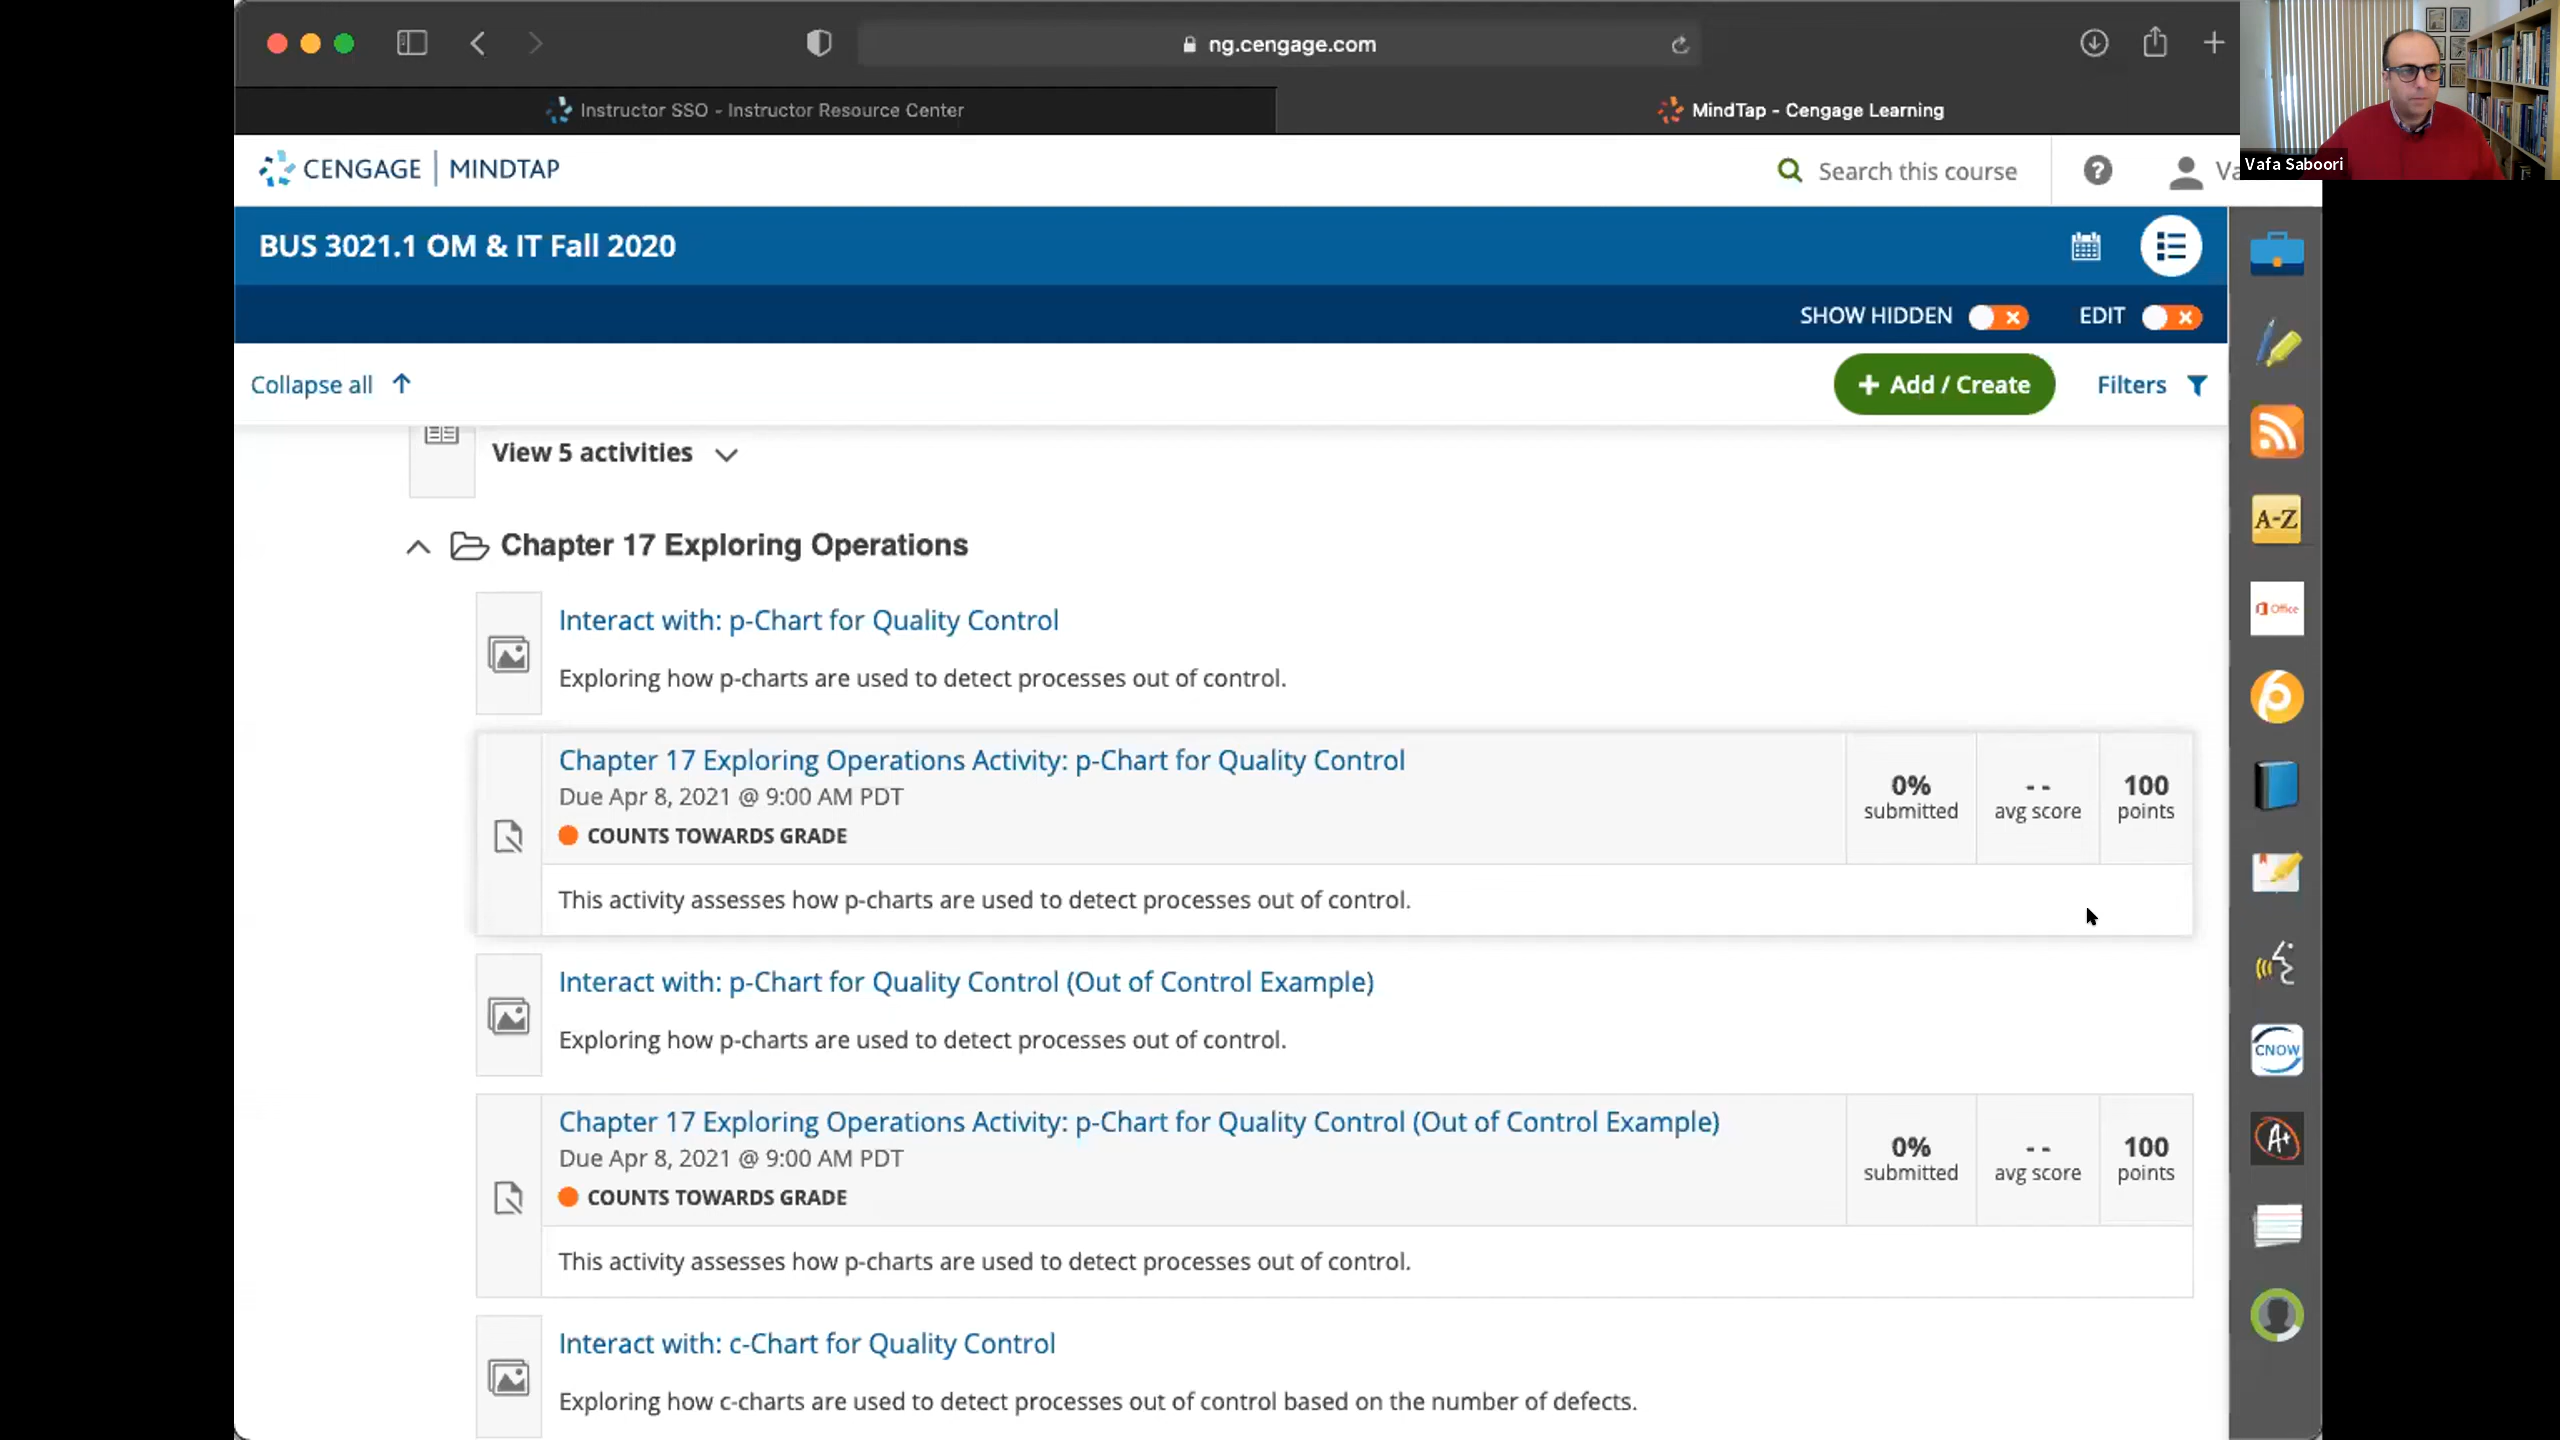 ng.cengage.com
Instructor SSO - Instructor Resource Center
MindTap - Cengage Learning
Vafa Saboori
CENGAGE | MINDTAP
Search this course
?
Va
BUS 3021.1 OM & IT Fall 2020
SHOW HIDDEN
EDIT
Collapse all
+ Add / Create
Filters
View 5 activities
Chapter 17 Exploring Operations
Interact with: p-Chart for Quality Control
Exploring how p-charts are used to detect processes out of control.
Chapter 17 Exploring Operations Activity: p-Chart for Quality Control
Due Apr 8, 2021 @ 9:00 AM PDT
COUNTS TOWARDS GRADE
0%
submitted
- -
avg score
100
points
This activity assesses how p-charts are used to detect processes out of control.
Interact with: p-Chart for Quality Control (Out of Control Example)
Exploring how p-charts are used to detect processes out of control.
Chapter 17 Exploring Operations Activity: p-Chart for Quality Control (Out of Control Example)
Due Apr 8, 2021 @ 9:00 AM PDT
COUNTS TOWARDS GRADE
0%
submitted
- -
avg score
100
points
This activity assesses how p-charts are used to detect processes out of control.
Interact with: c-Chart for Quality Control
Exploring how c-charts are used to detect processes out of control based on the number of defects.
A-Z
Office
CNOW
A+